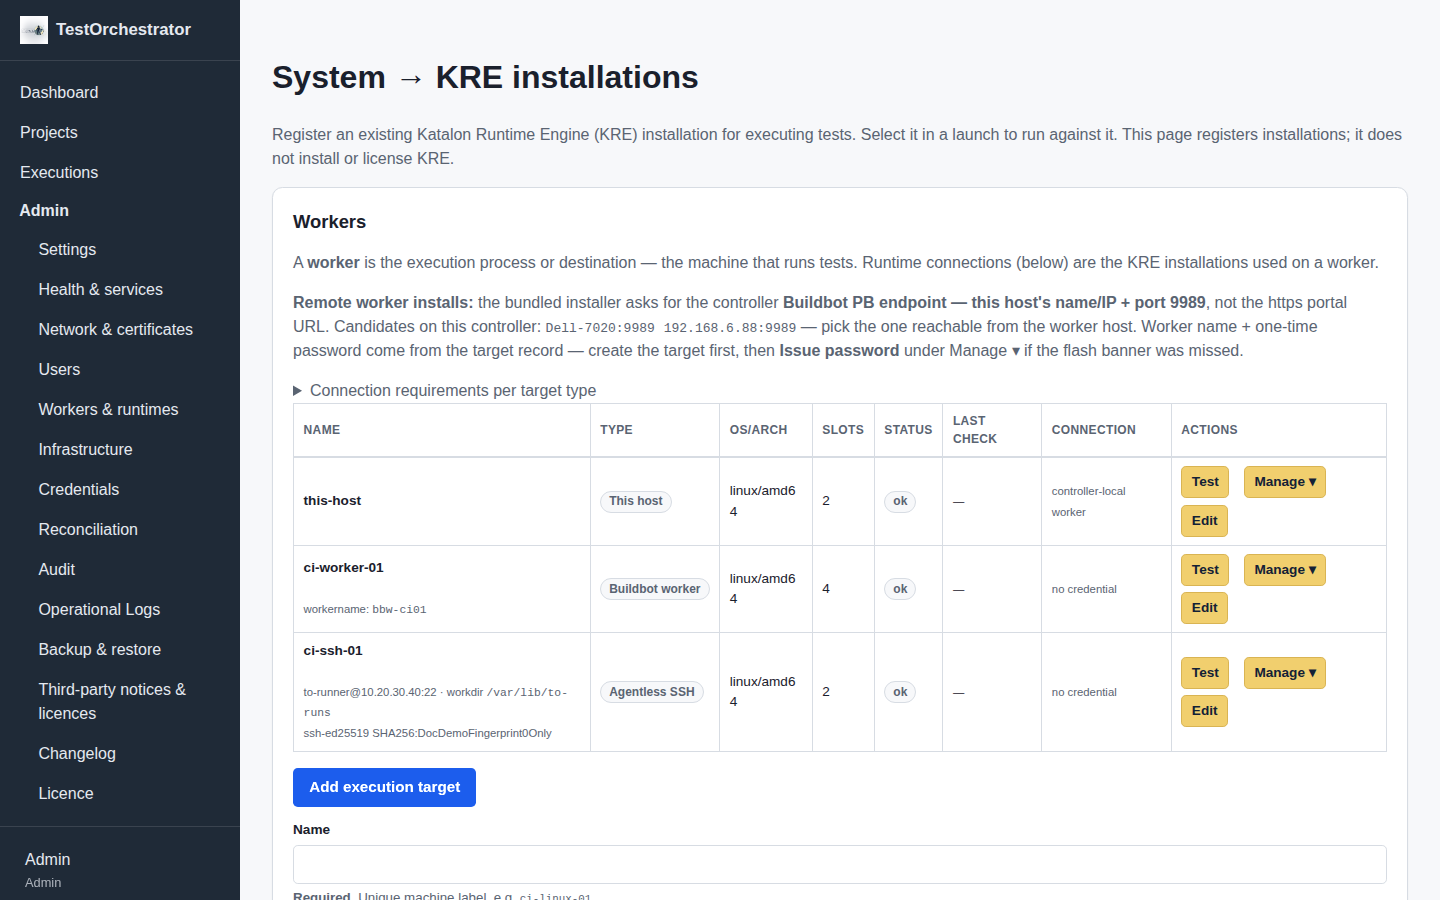 TestOrchestrator
Dashboard
Projects
Executions
Admin
Settings
Health & services
Network & certificates
Users
Workers & runtimes
Infrastructure
Credentials
Reconciliation
Audit
Operational Logs
Backup & restore
Third-party notices &
licences
Changelog
Licence
Admin
Admin
System → KRE installations
Register an existing Katalon Runtime Engine (KRE) installation for executing tests. Select it in a launch to run against it. This page registers installations; it does
not install or license KRE.
Workers
A worker is the execution process or destination — the machine that runs tests. Runtime connections (below) are the KRE installations used on a worker.
Remote worker installs: the bundled installer asks for the controller Buildbot PB endpoint — this host's name/IP + port 9989, not the https portal
URL. Candidates on this controller: Dell-7020:9989 192.168.6.88:9989 — pick the one reachable from the worker host. Worker name + one-time
password come from the target record — create the target first, then Issue password under Manage ▾ if the flash banner was missed.
▶ Connection requirements per target type
NAME TYPE OS/ARCH SLOTS STATUS LAST CHECK CONNECTION ACTIONS
this-host This host linux/amd64 2 ok — controller-local worker Test Manage ▾ Edit
ci-worker-01
workername: bbw-ci01
Buildbot worker linux/amd64 4 ok — no credential Test Manage ▾ Edit
ci-ssh-01
to-runner@10.20.30.40:22 · workdir /var/lib/to-
runs
ssh-ed25519 SHA256:DocDemoFingerprint0Only
Agentless SSH linux/amd64 2 ok — no credential Test Manage ▾ Edit
Add execution target
Name
Required. Unique machine label, e.g. ci-linux-01